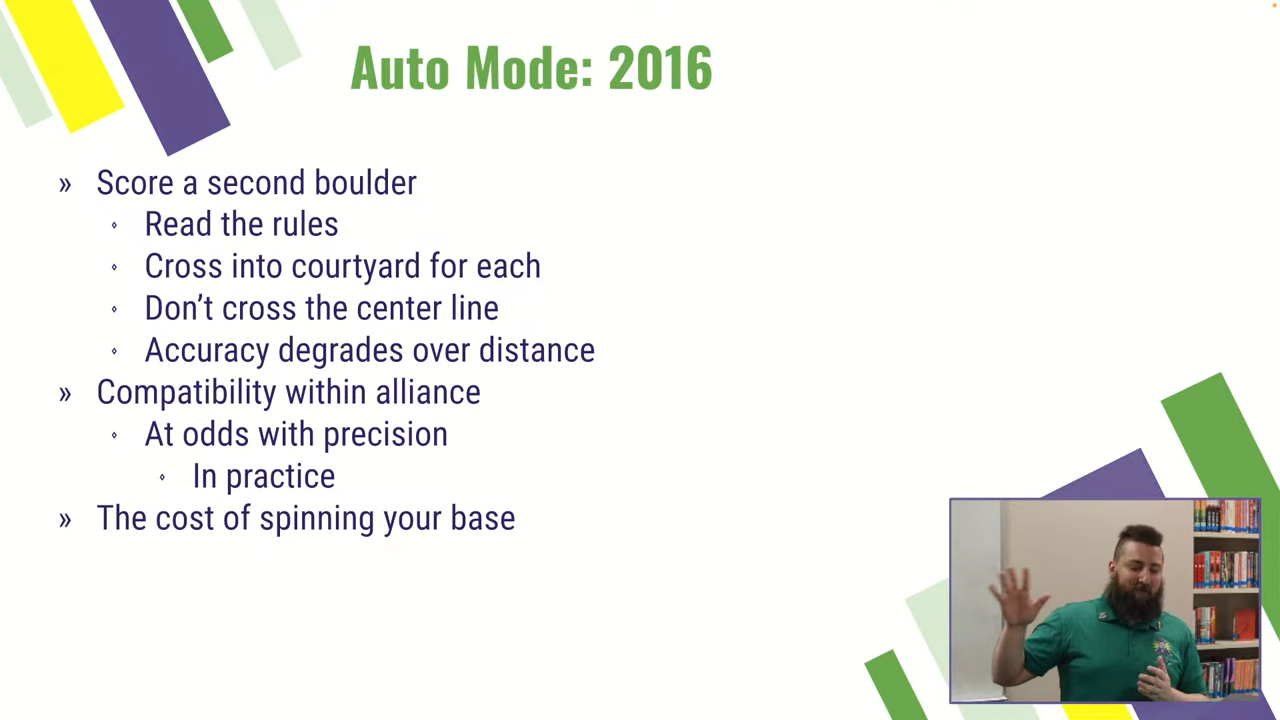 Auto Mode: 2016
» Score a second boulder
Read the rules
Cross into courtyard for each
Don’t cross the center line
Accuracy degrades over distance
» Compatibility within alliance
At odds with precision
In practice
» The cost of spinning your base